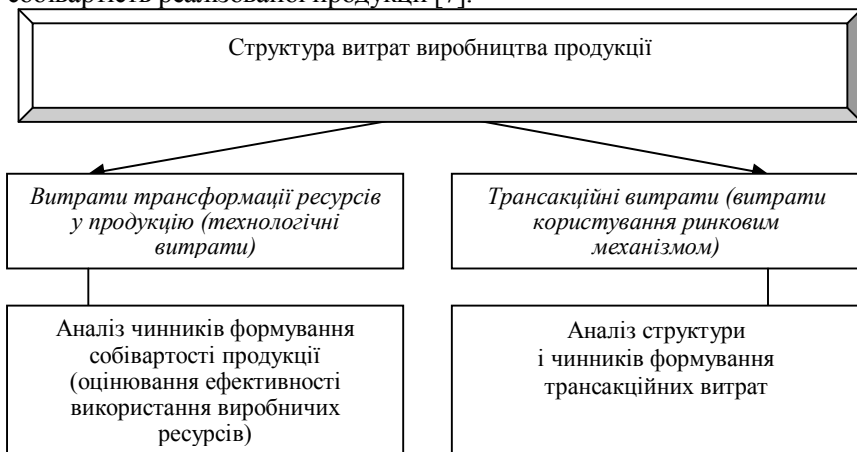 собівартість реалізованої продукції [7].
Структура витрат виробництва продукції
Витрати трансформації ресурсів
у продукцію (технологічні
витрати)
Трансакційні витрати (витрати
користування ринковим
механізмом)
Аналіз чинників формування
собівартості продукції
(оцінювання ефективності
використання виробничих
ресурсів)
Аналіз структури
і чинників формування
трансакційних витрат